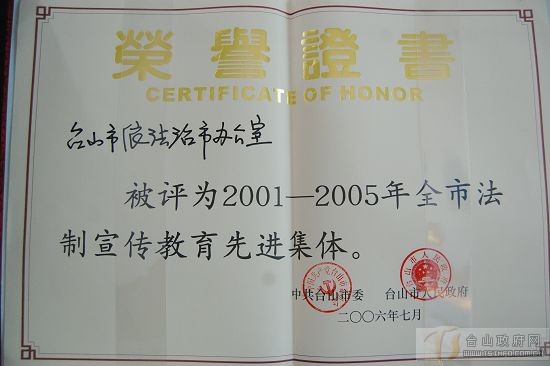 榮譽證書
CERTIFICATE OF HONOR
台山市依法治市办公室
被评为2001—2005年全市法
制宣传教育先进集体。
中共台山市委 台山市人民政府
二〇〇六年七月
台山政府网